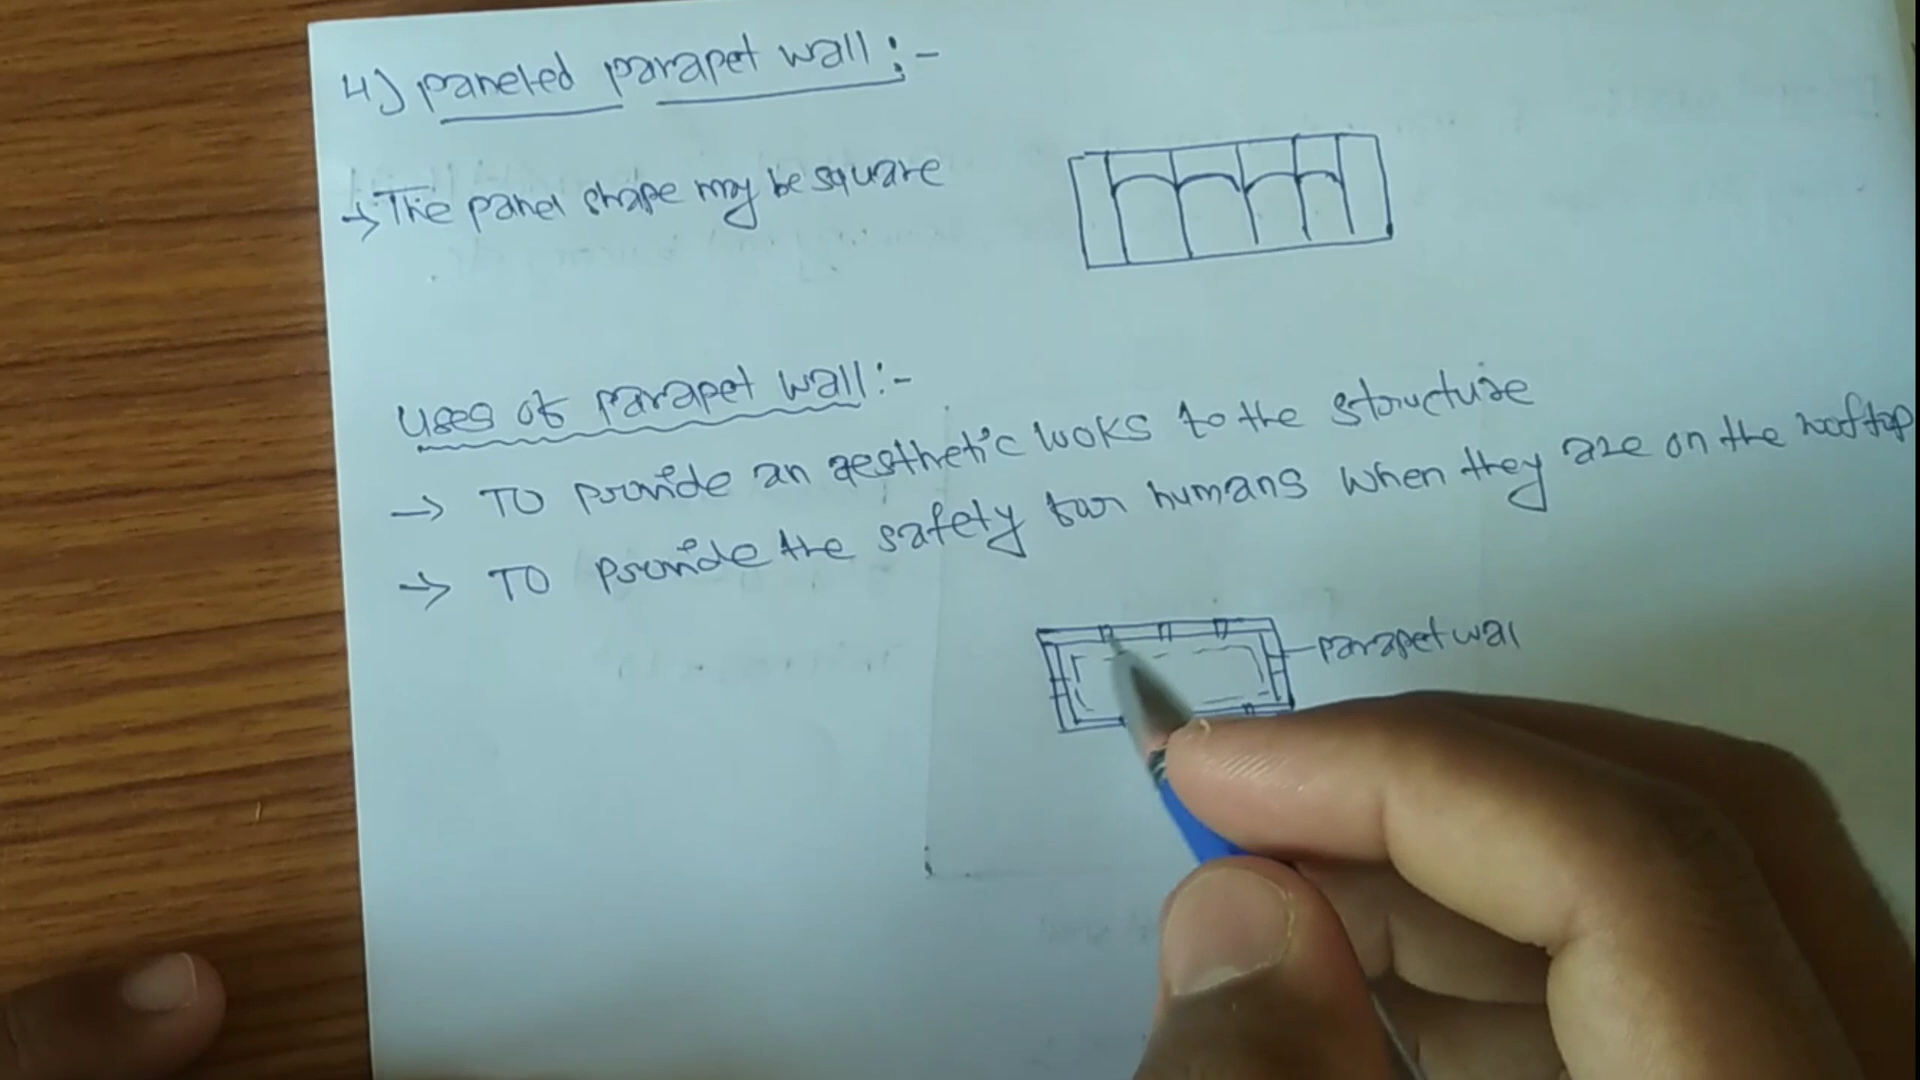 4) paneled parapet wall :-
→ The panel shape may be square
Uses of parapet wall :-
→ To provide an aesthetic looks to the structure
→ To provide the safety for humans when they are on the rooftop
parapet wal